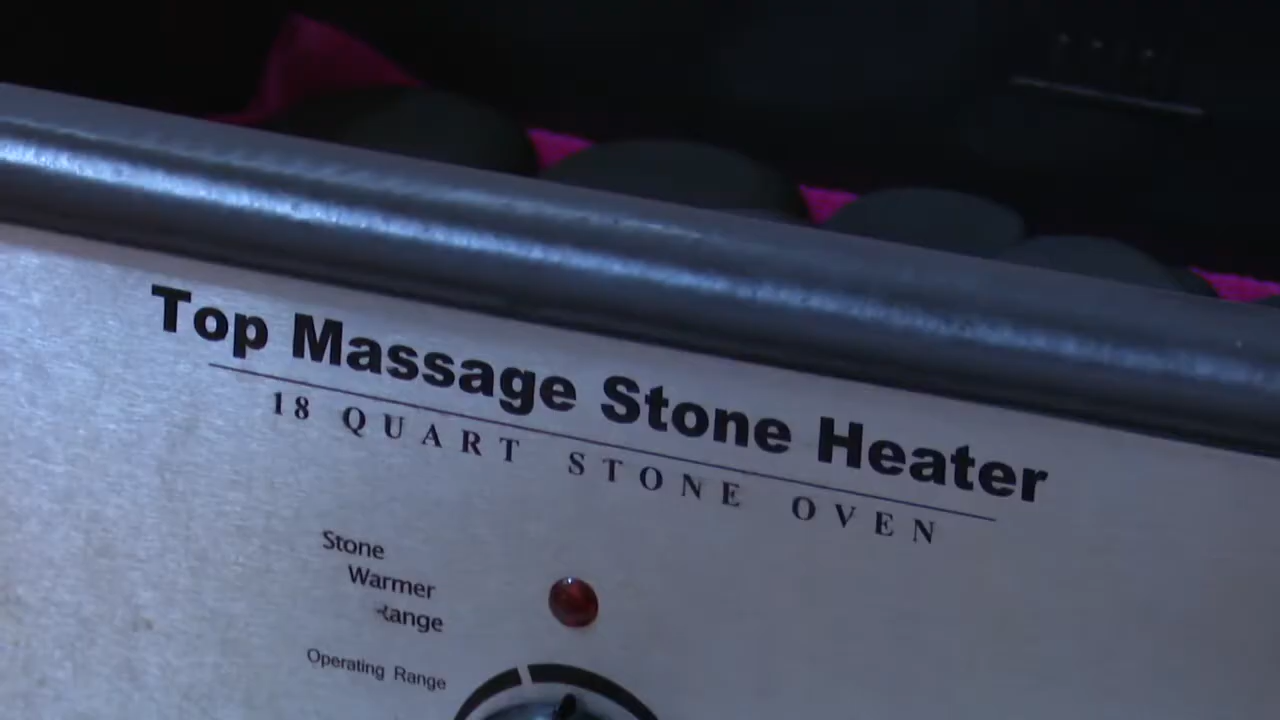 Top Massage Stone Heater
18 QUART STONE OVEN
Stone
Warmer
Range
Operating Range